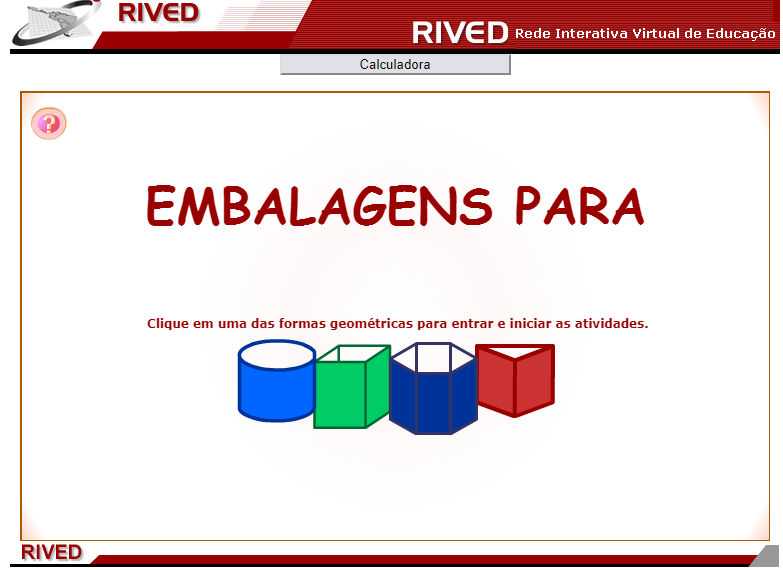 RIVED
RIVED Rede Interativa Virtual de Educação
Calculadora
?
EMBALAGENS PARA
Clique em uma das formas geométricas para entrar e iniciar as atividades.
RIVED